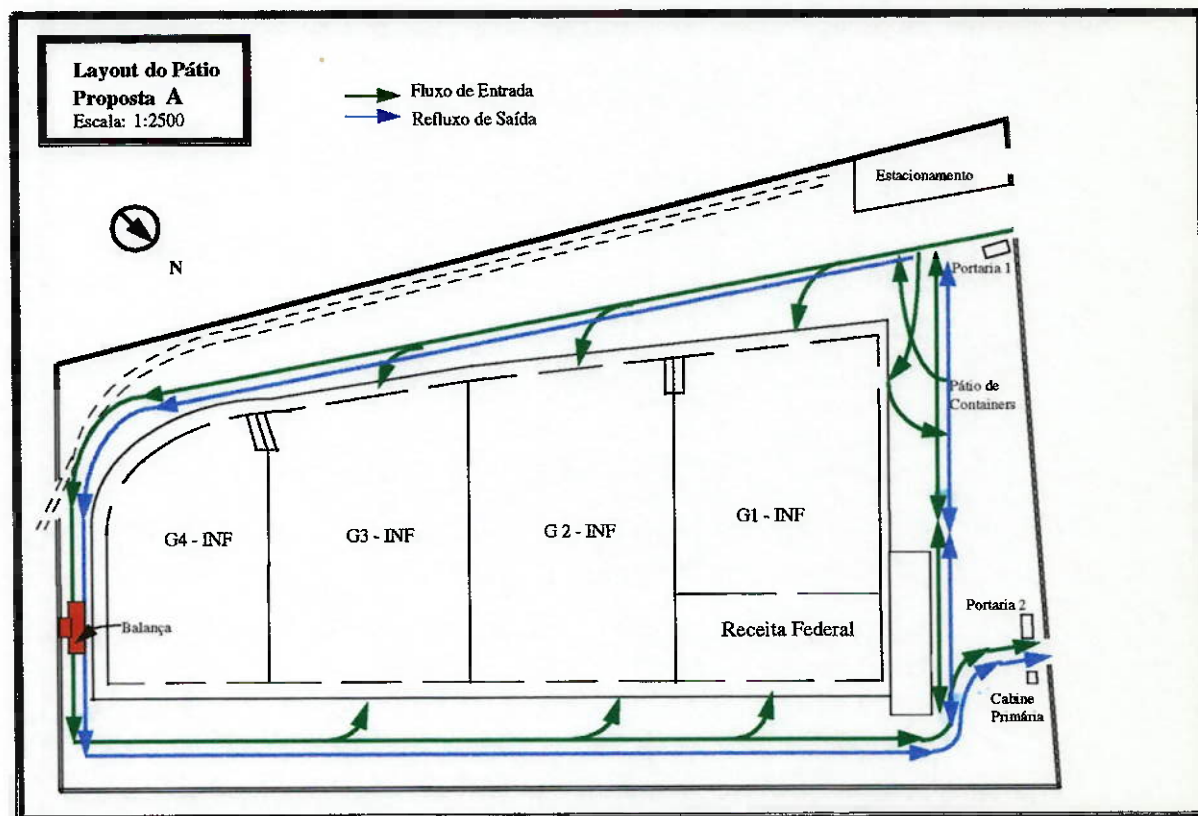 Layout do Pátio
Proposta A
Escala: 1:2500
Fluxo de Entrada
Refluxo de Saída
Estacionamento
N
Portaria 1
Pátio de
Containers
G4 - INF
G3 - INF
G 2 - INF
G1 - INF
Portaria 2
Balança
Receita Federal
Cabine
Primária